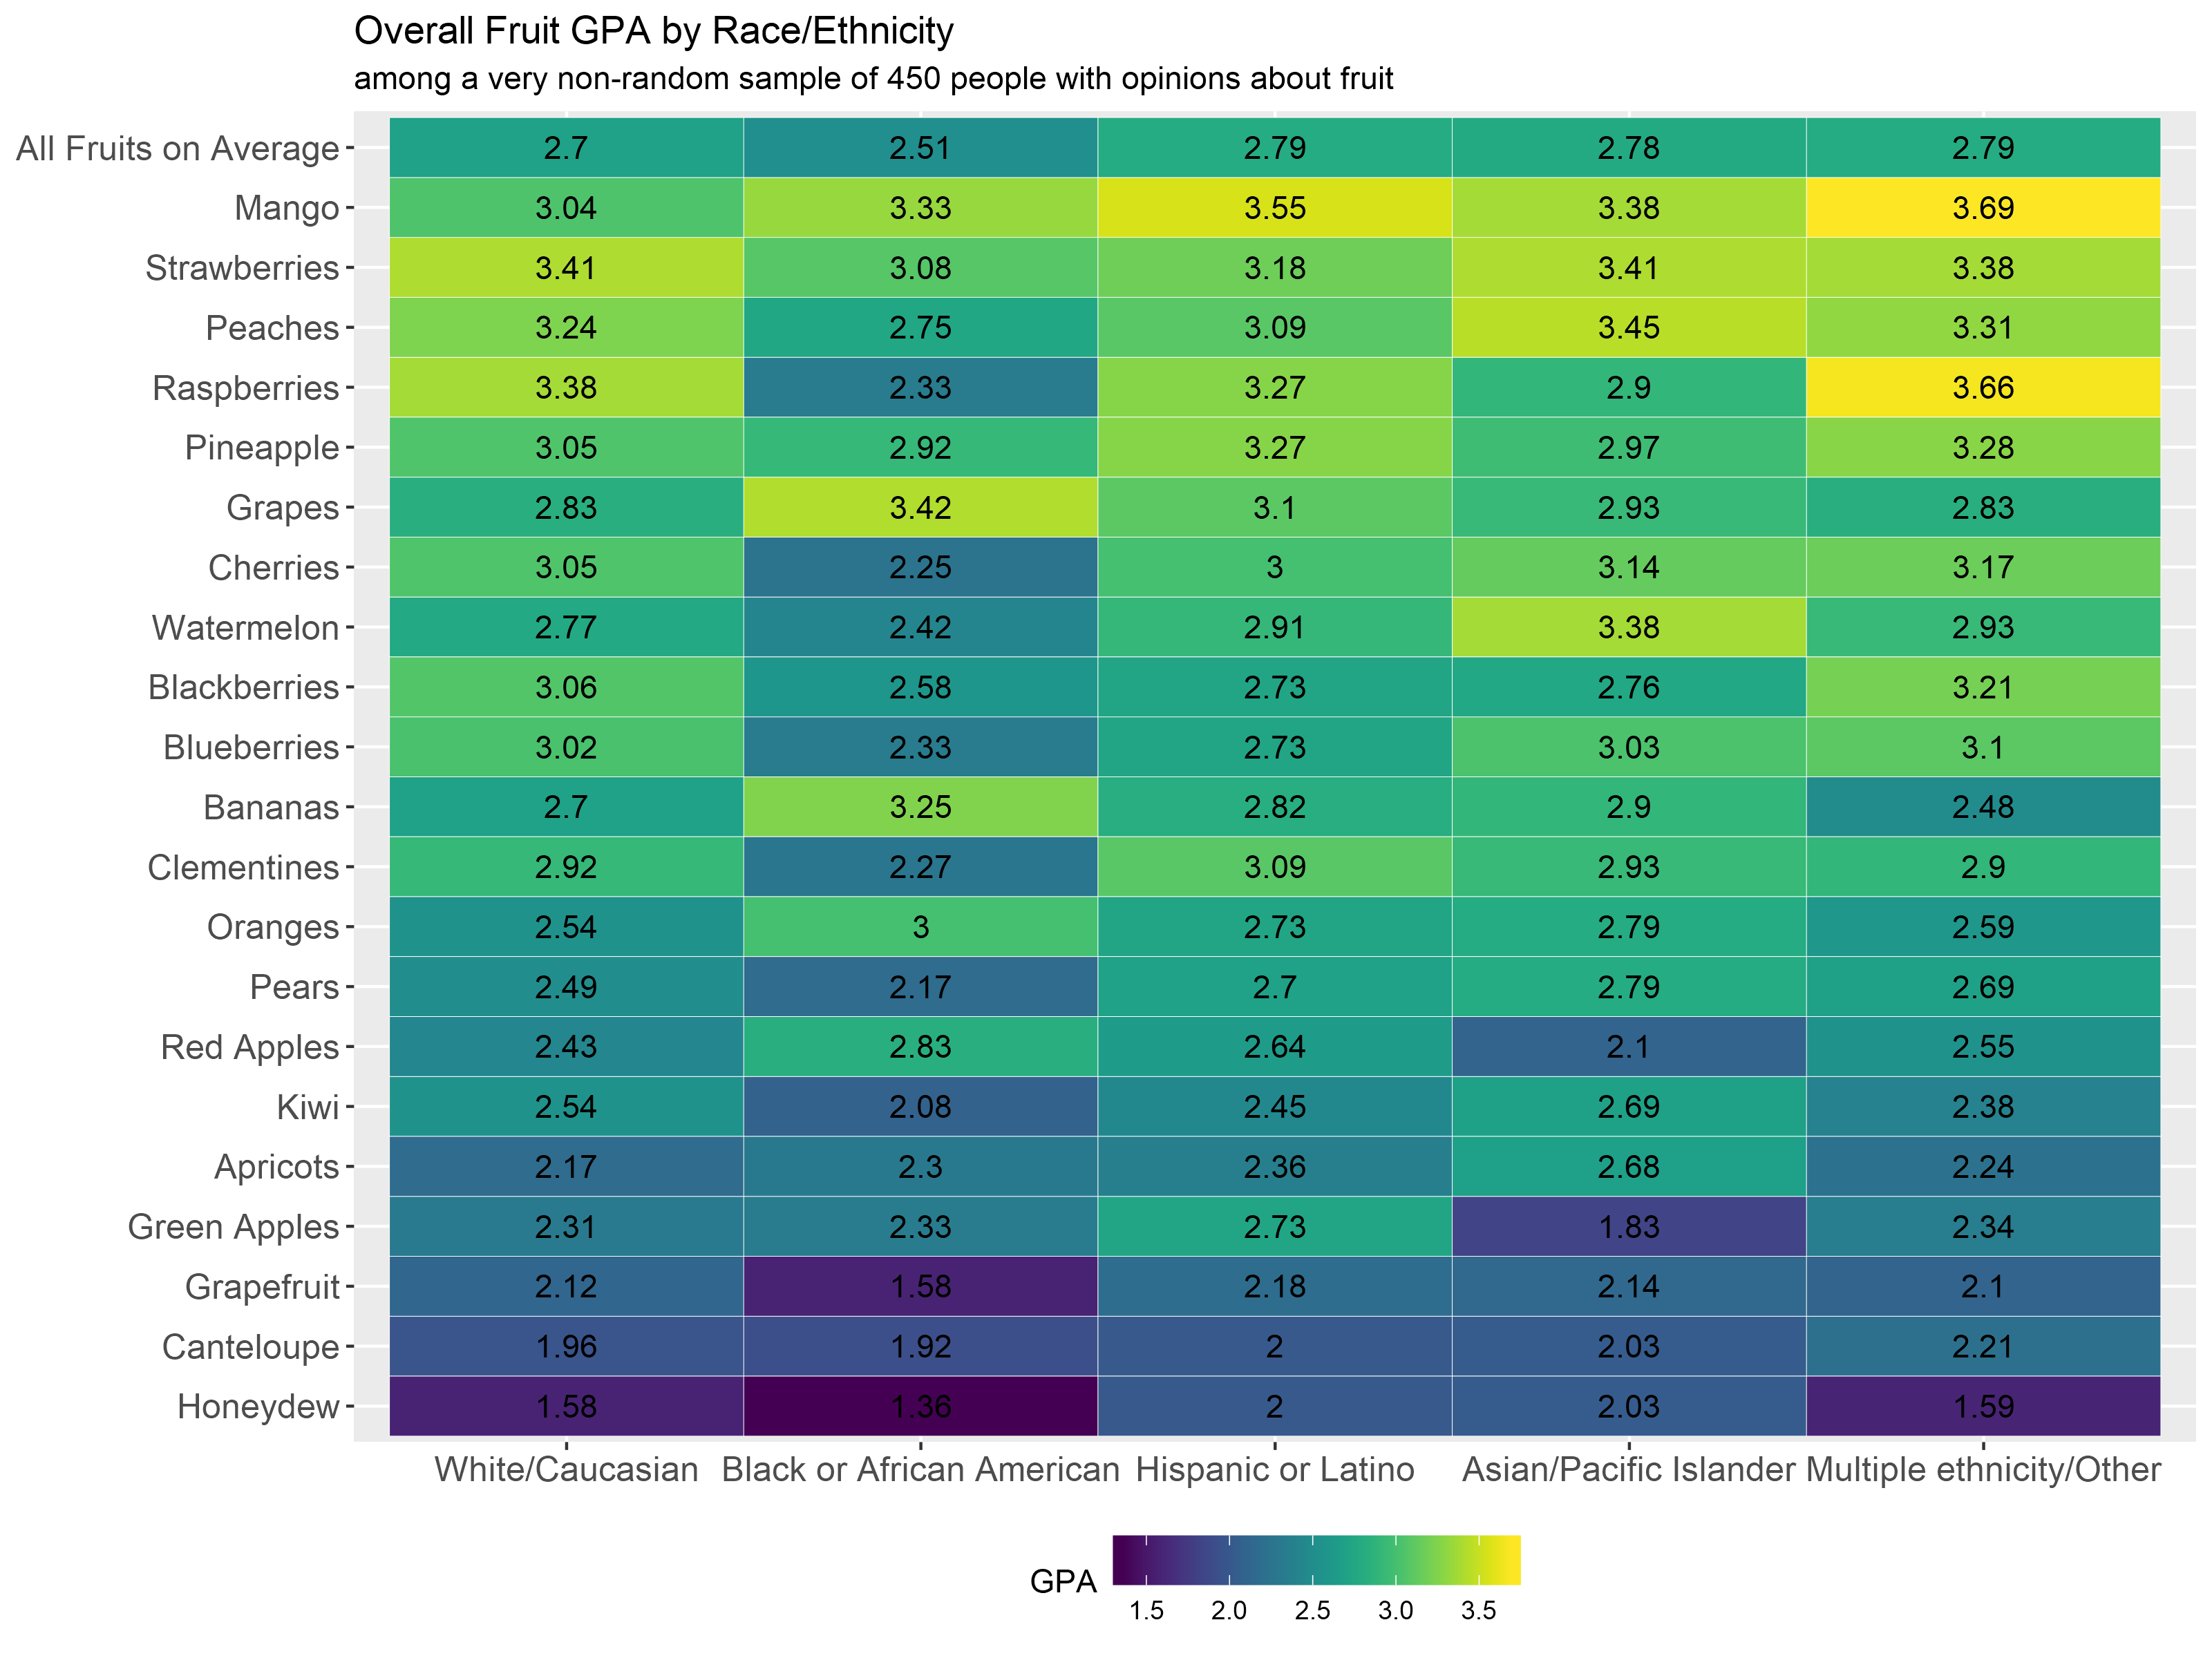 Overall Fruit GPA by Race/Ethnicity
among a very non-random sample of 450 people with opinions about fruit
All Fruits on Average 2.7 2.51 2.79 2.78 2.79
Mango 3.04 3.33 3.55 3.38 3.69
Strawberries 3.41 3.08 3.18 3.41 3.38
Peaches 3.24 2.75 3.09 3.45 3.31
Raspberries 3.38 2.33 3.27 2.9 3.66
Pineapple 3.05 2.92 3.27 2.97 3.28
Grapes 2.83 3.42 3.1 2.93 2.83
Cherries 3.05 2.25 3 3.14 3.17
Watermelon 2.77 2.42 2.91 3.38 2.93
Blackberries 3.06 2.58 2.73 2.76 3.21
Blueberries 3.02 2.33 2.73 3.03 3.1
Bananas 2.7 3.25 2.82 2.9 2.48
Clementines 2.92 2.27 3.09 2.93 2.9
Oranges 2.54 3 2.73 2.79 2.59
Pears 2.49 2.17 2.7 2.79 2.69
Red Apples 2.43 2.83 2.64 2.1 2.55
Kiwi 2.54 2.08 2.45 2.69 2.38
Apricots 2.17 2.3 2.36 2.68 2.24
Green Apples 2.31 2.33 2.73 1.83 2.34
Grapefruit 2.12 1.58 2.18 2.14 2.1
Canteloupe 1.96 1.92 2 2.03 2.21
Honeydew 1.58 1.36 2 2.03 1.59
White/Caucasian Black or African American Hispanic or Latino Asian/Pacific Islander Multiple ethnicity/Other
GPA
1.5 2.0 2.5 3.0 3.5